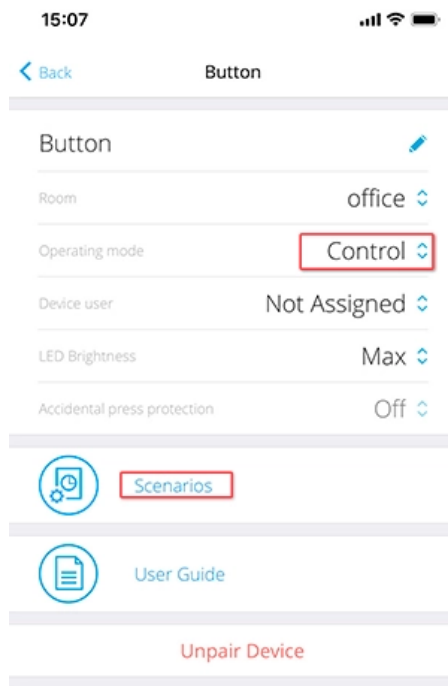 15:07
Back Button
Button
Room office
Operating mode Control
Device user Not Assigned
LED Brightness Max
Accidental press protection Off
Scenarios
User Guide
Unpair Device